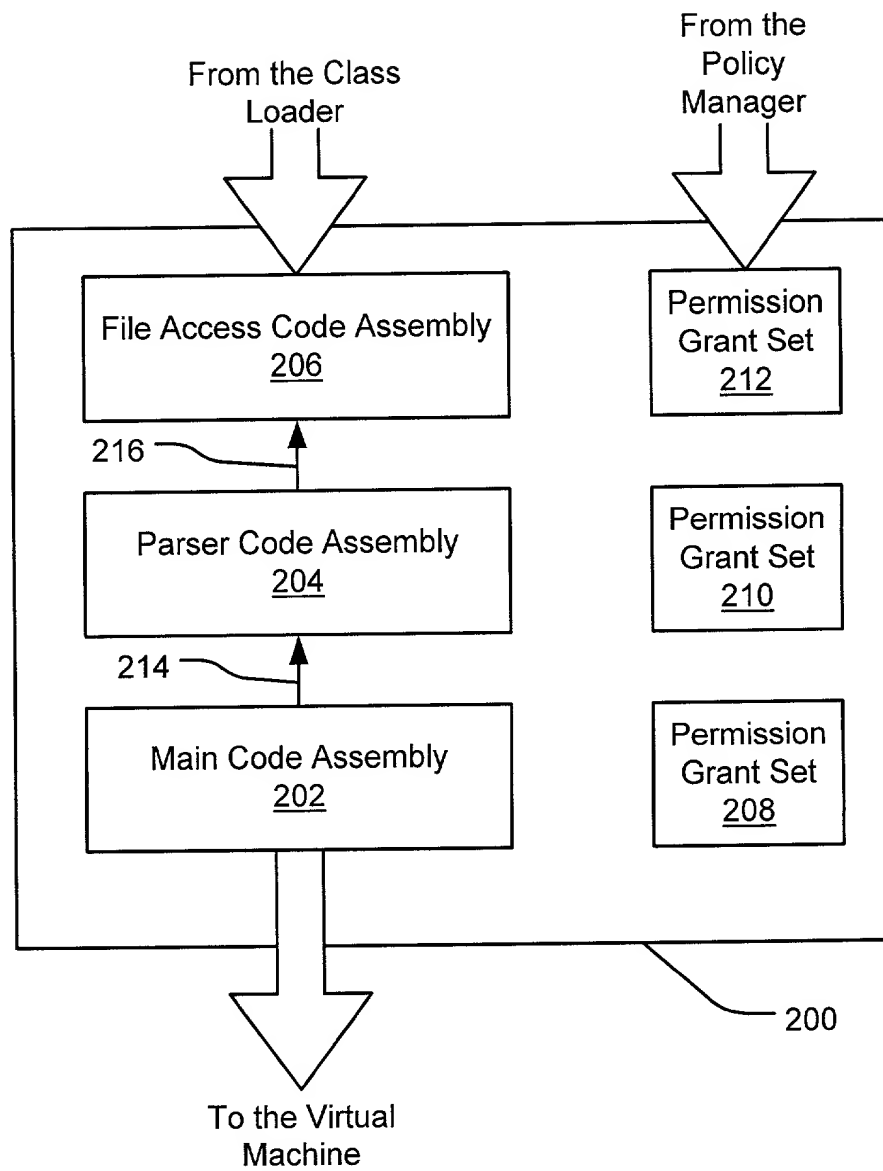 From the Class
Loader
From the
Policy
Manager
File Access Code Assembly
206
Permission
Grant Set
212
216
Parser Code Assembly
204
Permission
Grant Set
210
214
Main Code Assembly
202
Permission
Grant Set
208
200
To the Virtual
Machine